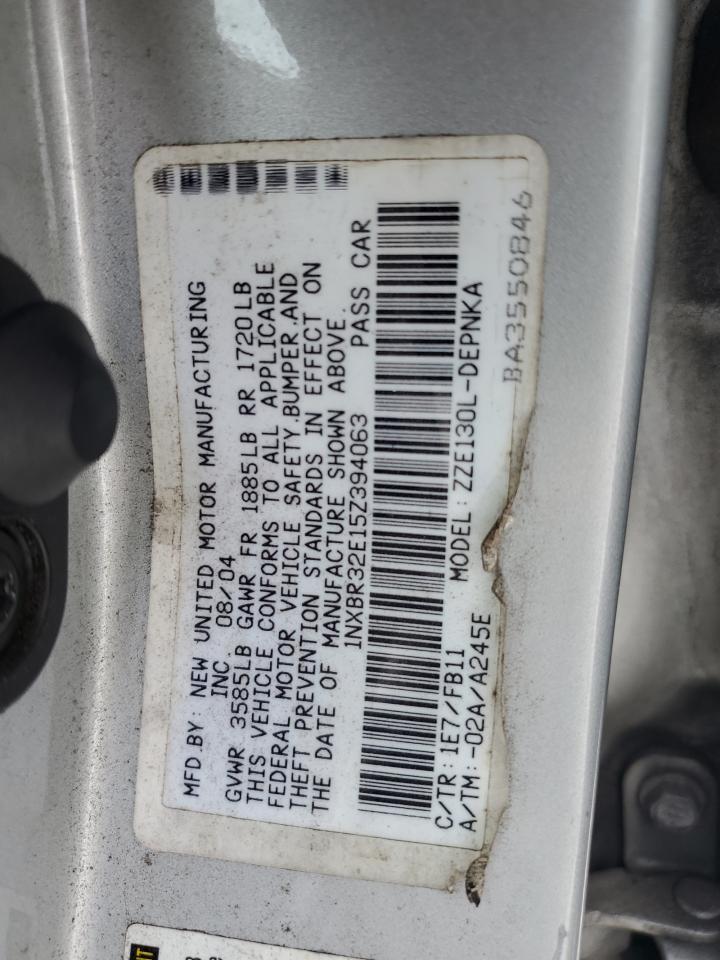 MFD.BY: NEW UNITED MOTOR MANUFACTURING
INC 08/04
GVWR 3585LB GAWR FR 1885LB RR 1720LB
THIS VEHICLE CONFORMS TO ALL APPLICABLE
FEDERAL MOTOR VEHICLE SAFETY,BUMPER,AND
THEFT PREVENTION STANDARDS IN EFFECT ON
THE DATE OF MANUFACTURE SHOWN ABOVE.
1NXBR32E15Z394063 PASS CAR
C/TR: 1E7/FB11 MODEL: ZZE130L-DEPNKA
A/TM: -02A/A245E
BA3550846